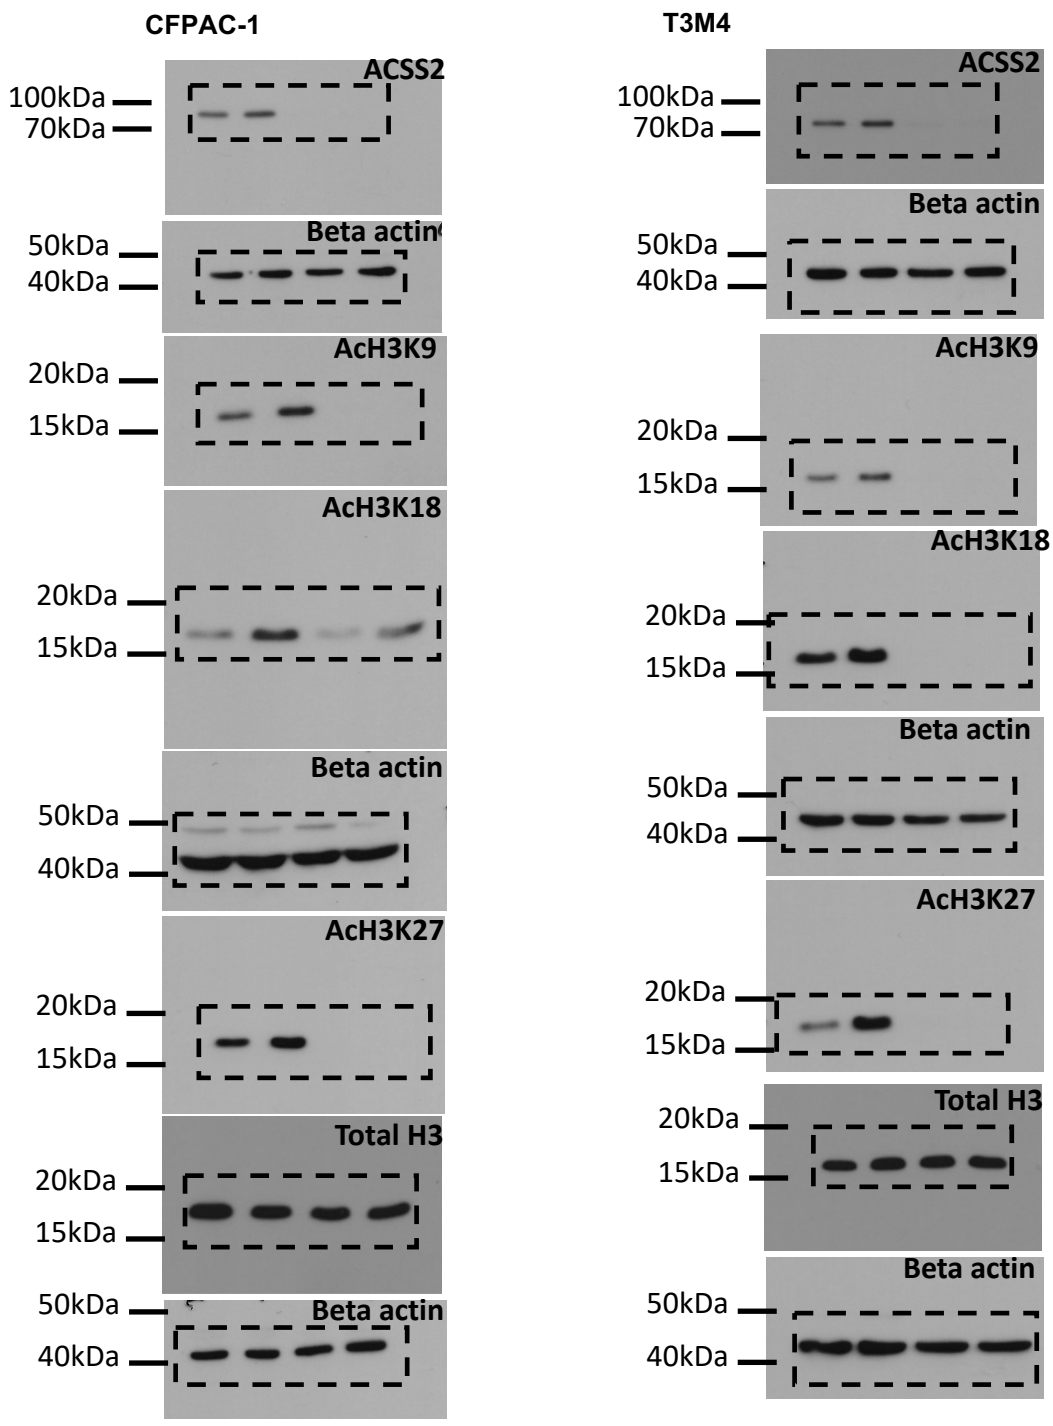 CFPAC-1
ACSS2
100kDa
70kDa
Beta actin
50kDa
40kDa
AcH3K9
20kDa
15kDa
AcH3K18
20kDa
15kDa
Beta actin
50kDa
40kDa
AcH3K27
20kDa
15kDa
Total H3
20kDa
15kDa
Beta actin
50kDa
40kDa
T3M4
ACSS2
100kDa
70kDa
Beta actin
50kDa
40kDa
AcH3K9
20kDa
15kDa
AcH3K18
20kDa
15kDa
Beta actin
50kDa
40kDa
AcH3K27
20kDa
15kDa
Total H3
20kDa
15kDa
Beta actin
50kDa
40kDa